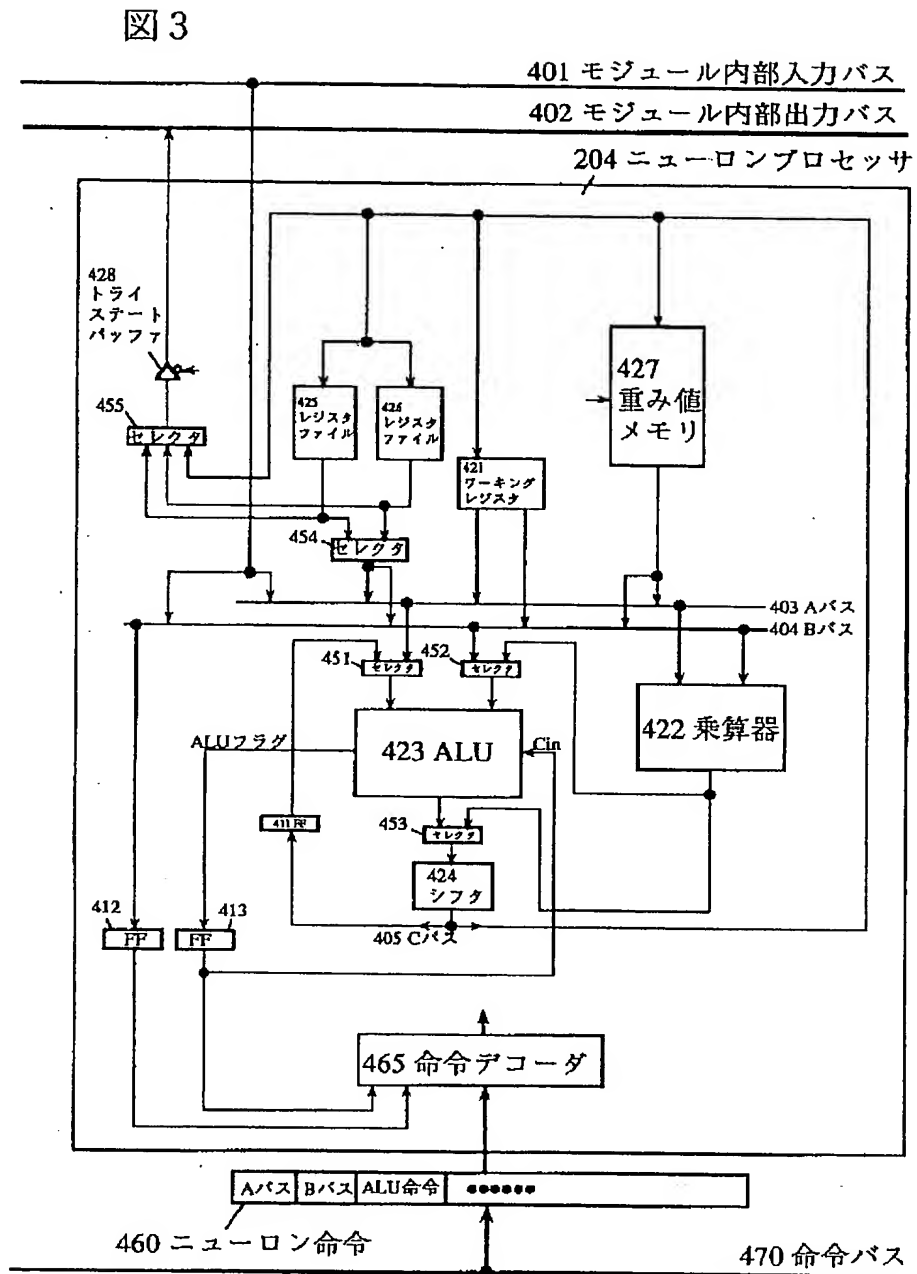 図3
401 モジュール内部入力バス
402 モジュール内部出力バス
204 ニューロンプロセッサ
428
トライ
ステート
バッファ
455
セレクタ
425
レジスタ
ファイル
426
レジスタ
ファイル
427
重み値
メモリ
421
ワーキング
レジスタ
454
セレクタ
403 Aバス
404 Bバス
451
セレクタ
452
セレクタ
422 乗算器
ALUフラグ
423 ALU
Cin
411 FF
453
セレクタ
424
シフタ
412
FF
413
FF
405 Cバス
465 命令デコーダ
Aバス Bバス ALU命令 ••••••
460 ニューロン命令
470 命令バス